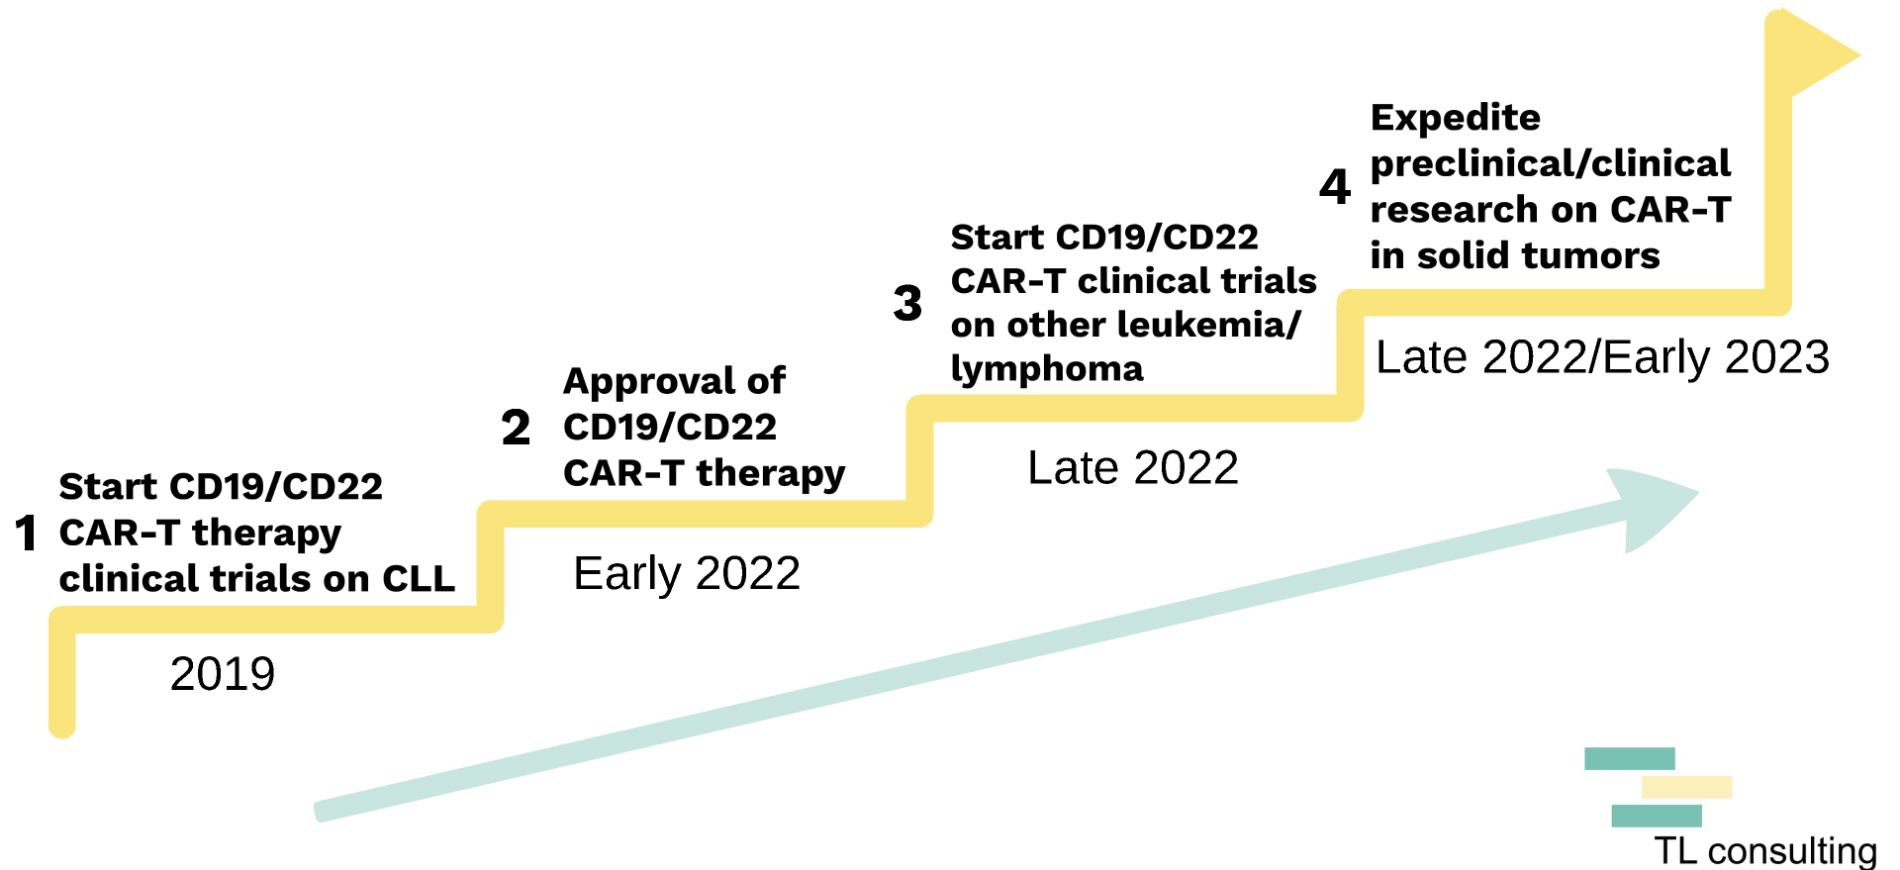 1
Start CD19/CD22
CAR-T therapy
clinical trials on CLL
2019
2
Approval of
CD19/CD22
CAR-T therapy
Early 2022
3
Start CD19/CD22
CAR-T clinical trials
on other leukemia/
lymphoma
Late 2022
4
Expedite
preclinical/clinical
research on CAR-T
in solid tumors
Late 2022/Early 2023
TL consulting